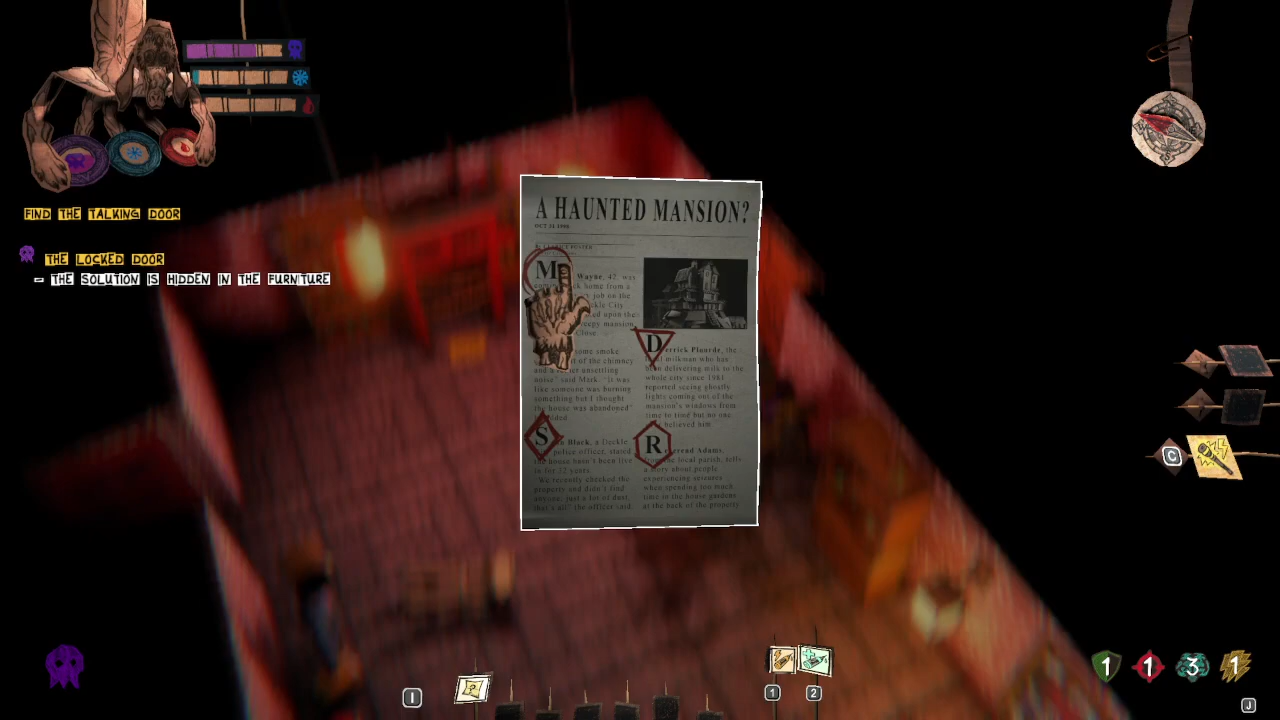 FIND THE TALKING DOOR
THE LOCKED DOOR
- THE SOLUTION IS HIDDEN IN THE FURNITURE
A HAUNTED MANSION?
OCT 31 1986
M Wayne, 42, was
home from a
job on the
City
upon the
mansion
Close
some smoke
of the chimney
unsettling
noise" said Mark. "It was
like someone was burning
something but I thought
the house was abandoned"
S Black, a Deckle
police officer, stated
the house hasn't been live
in for 32 years.
"We recently checked the
property and didn't find
anyone, just a lot of dust,
that's all" the officer said.
Derrick Plourde, the
milkman who has
been delivering milk to the
whole city since 1981
reported seeing ghostly
lights coming out of the
mansion's windows from
time to time but no one
believed him
R Adams,
the local parish, tells
a story about people
experiencing seizures
when spending too much
time in the house gardens
at the back of the property
C
I
1
2
1
1
3
1
J